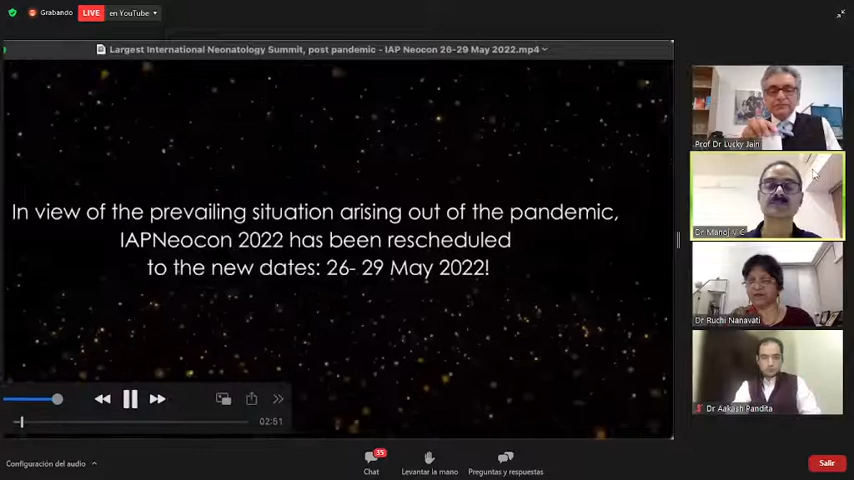 Grabando
LIVE
en YouTube
Largest International Neonatology Summit, post pandemic - IAP Neocon 26-29 May 2022.mp4
In view of the prevailing situation arising out of the pandemic,
IAPNeocon 2022 has been rescheduled
to the new dates: 26- 29 May 2022!
02:51
Prof Dr Lucky Jain
Dr Manoj V C
Dr Ruchi Nanavati
Dr Aakash Pandita
Configuración del audio
35
Chat
Levantar la mano
Preguntas y respuestas
Salir